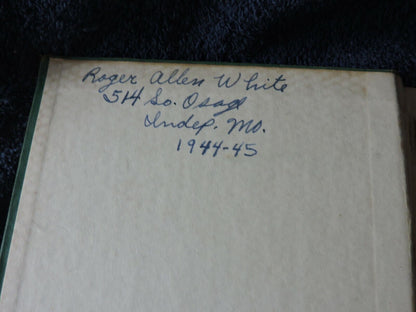 Roger Allen White
514 So. Osage
Indep. Mo.
1944-45